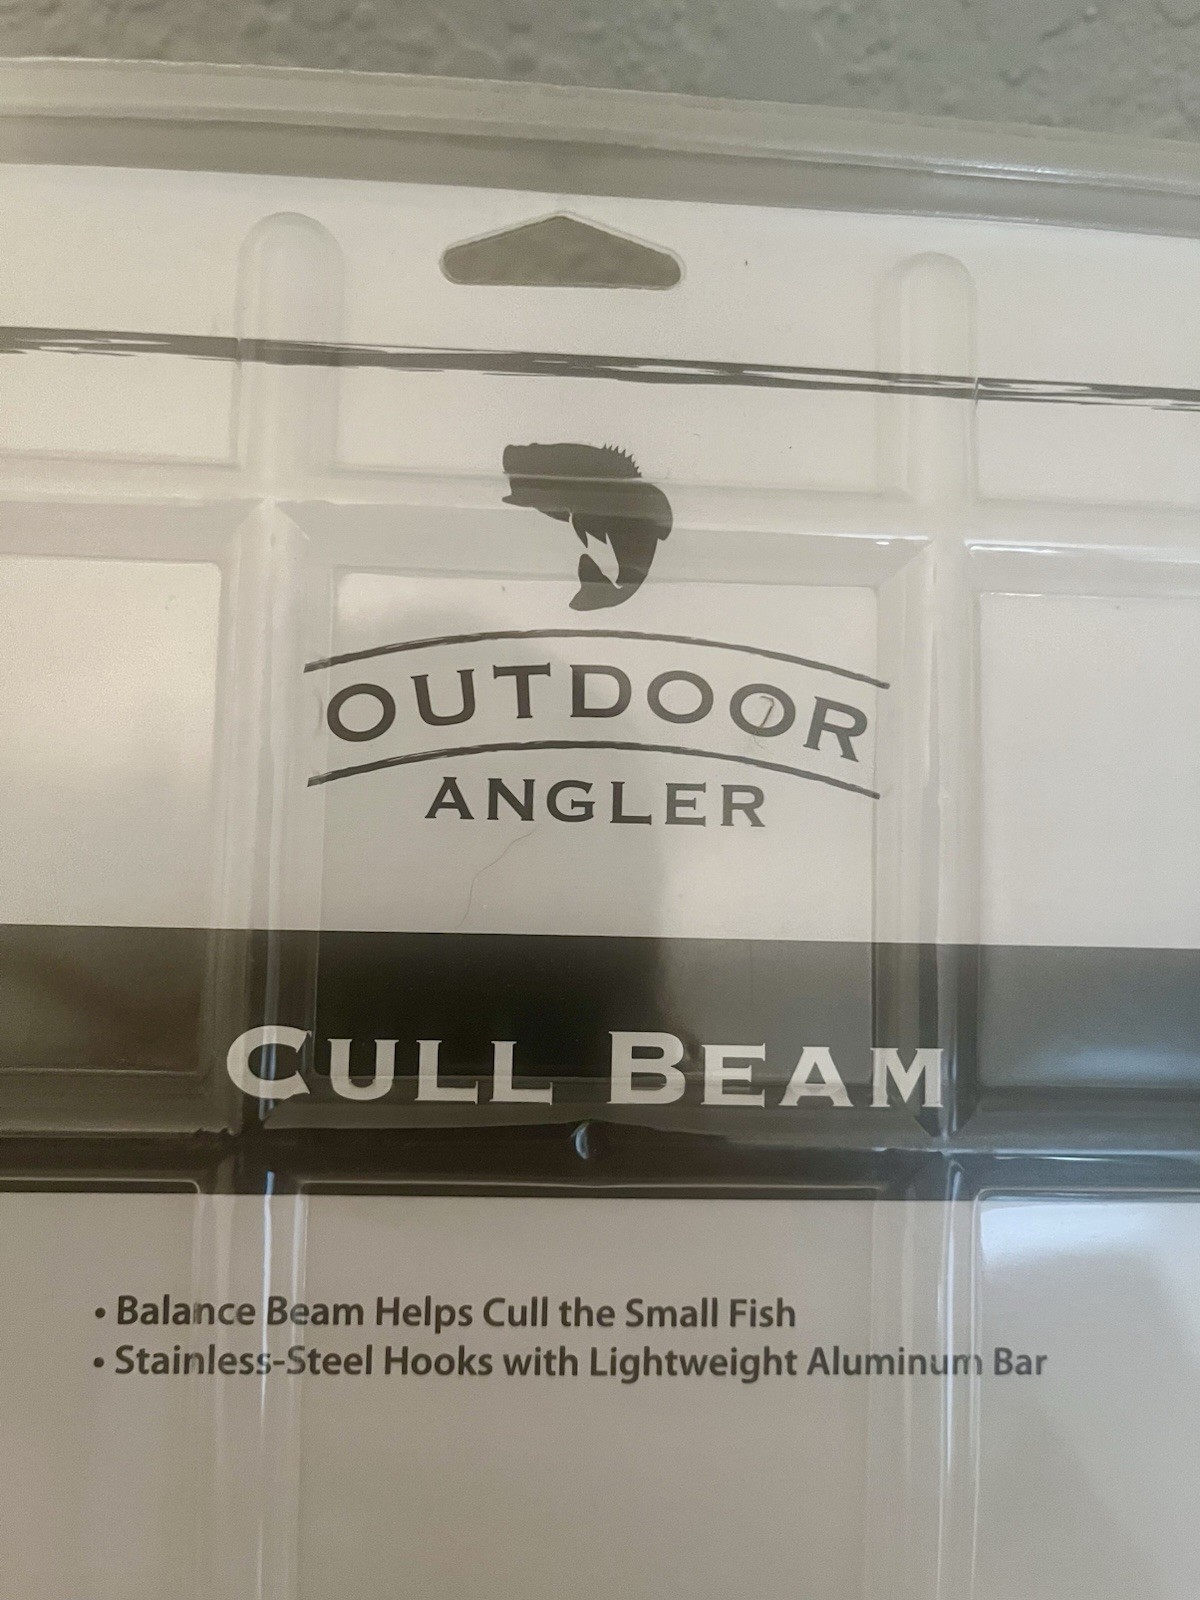 OUTDOOR
ANGLER
CULL BEAM
• Balance Beam Helps Cull the Small Fish
• Stainless-Steel Hooks with Lightweight Aluminum Bar